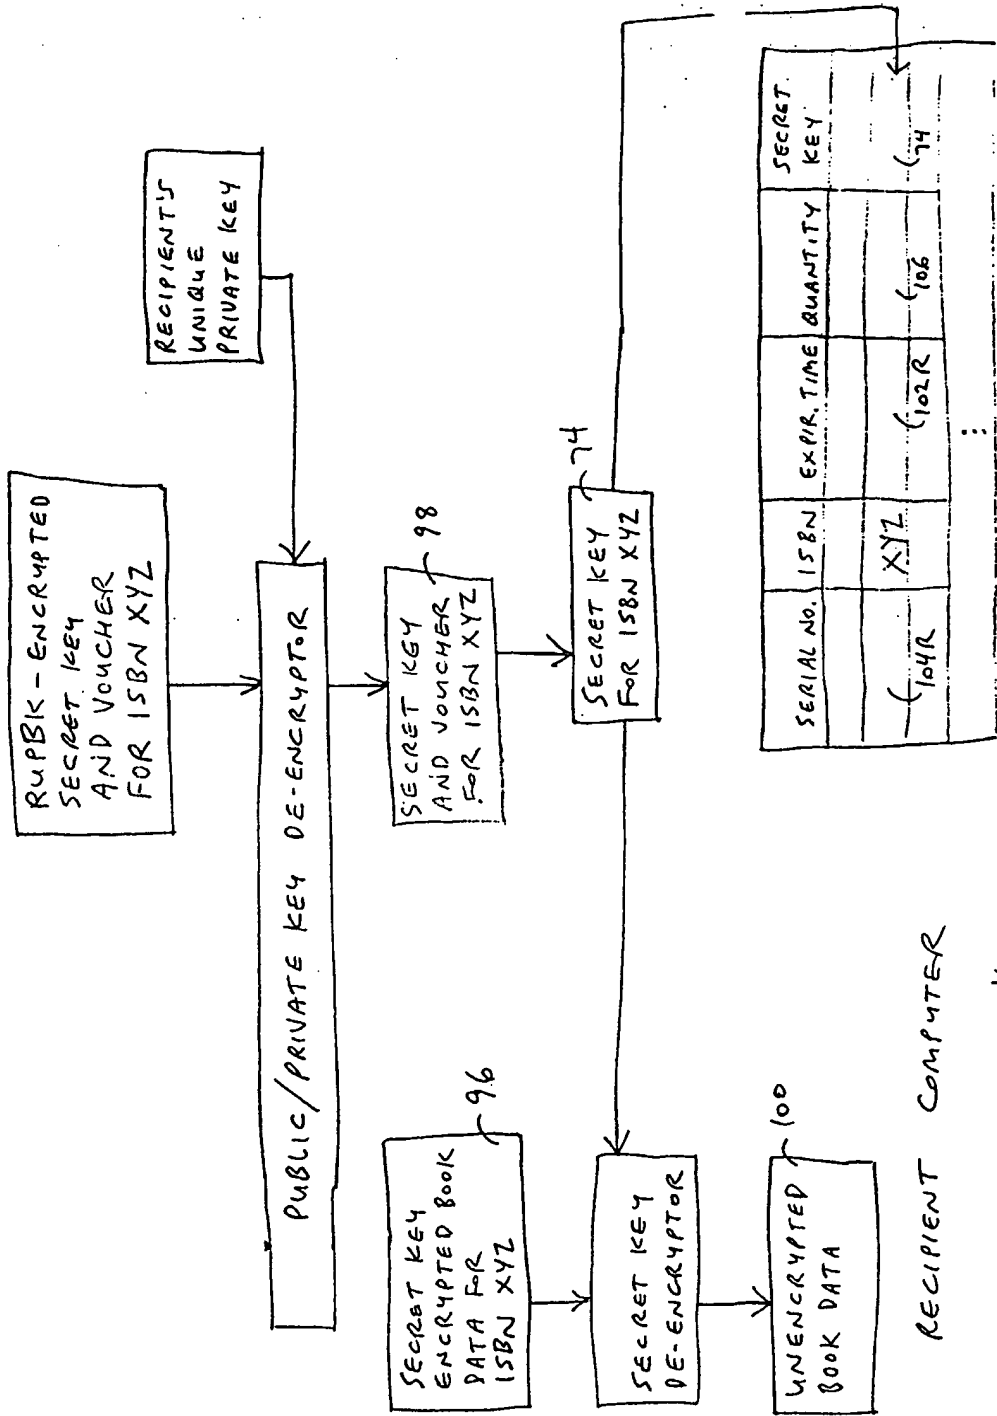 RUPBK-ENCRYPTED
SECRET KEY
AND VOUCHER
FOR ISBN XYZ
RECIPIENT'S
UNIQUE
PRIVATE KEY
PUBLIC/PRIVATE KEY DE-ENCRYPTOR
SECRET KEY
AND VOUCHER
FOR ISBN XYZ
98
SECRET KEY
ENCRYPTED BOOK
DATA FOR
ISBN XYZ
96
SECRET KEY
FOR ISBN XYZ
74
SECRET KEY
DE-ENCRYPTOR
UNENCRYPTED
BOOK DATA
100
SERIAL NO. ISBN EXPIR. TIME QUANTITY SECRET KEY
XYZ
104R 102R 106 74
RECIPIENT COMPUTER